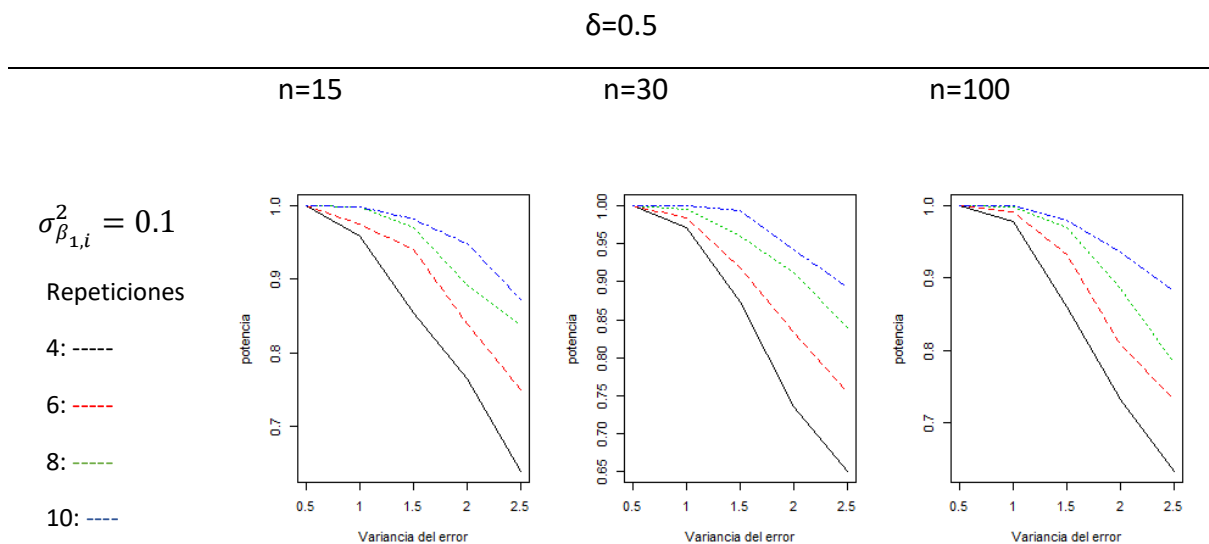 δ=0.5
n=15 n=30 n=100
σ²β₁,ᵢ = 0.1
Repeticiones
4: -----
6: -----
8: -----
10: ----
potencia
1.0
0.9
0.8
0.7
0.5 1 1.5 2 2.5
Variancia del error
potencia
1.00
0.95
0.90
0.85
0.80
0.75
0.70
0.65
0.5 1 1.5 2 2.5
Variancia del error
potencia
1.0
0.9
0.8
0.7
0.5 1 1.5 2 2.5
Variancia del error